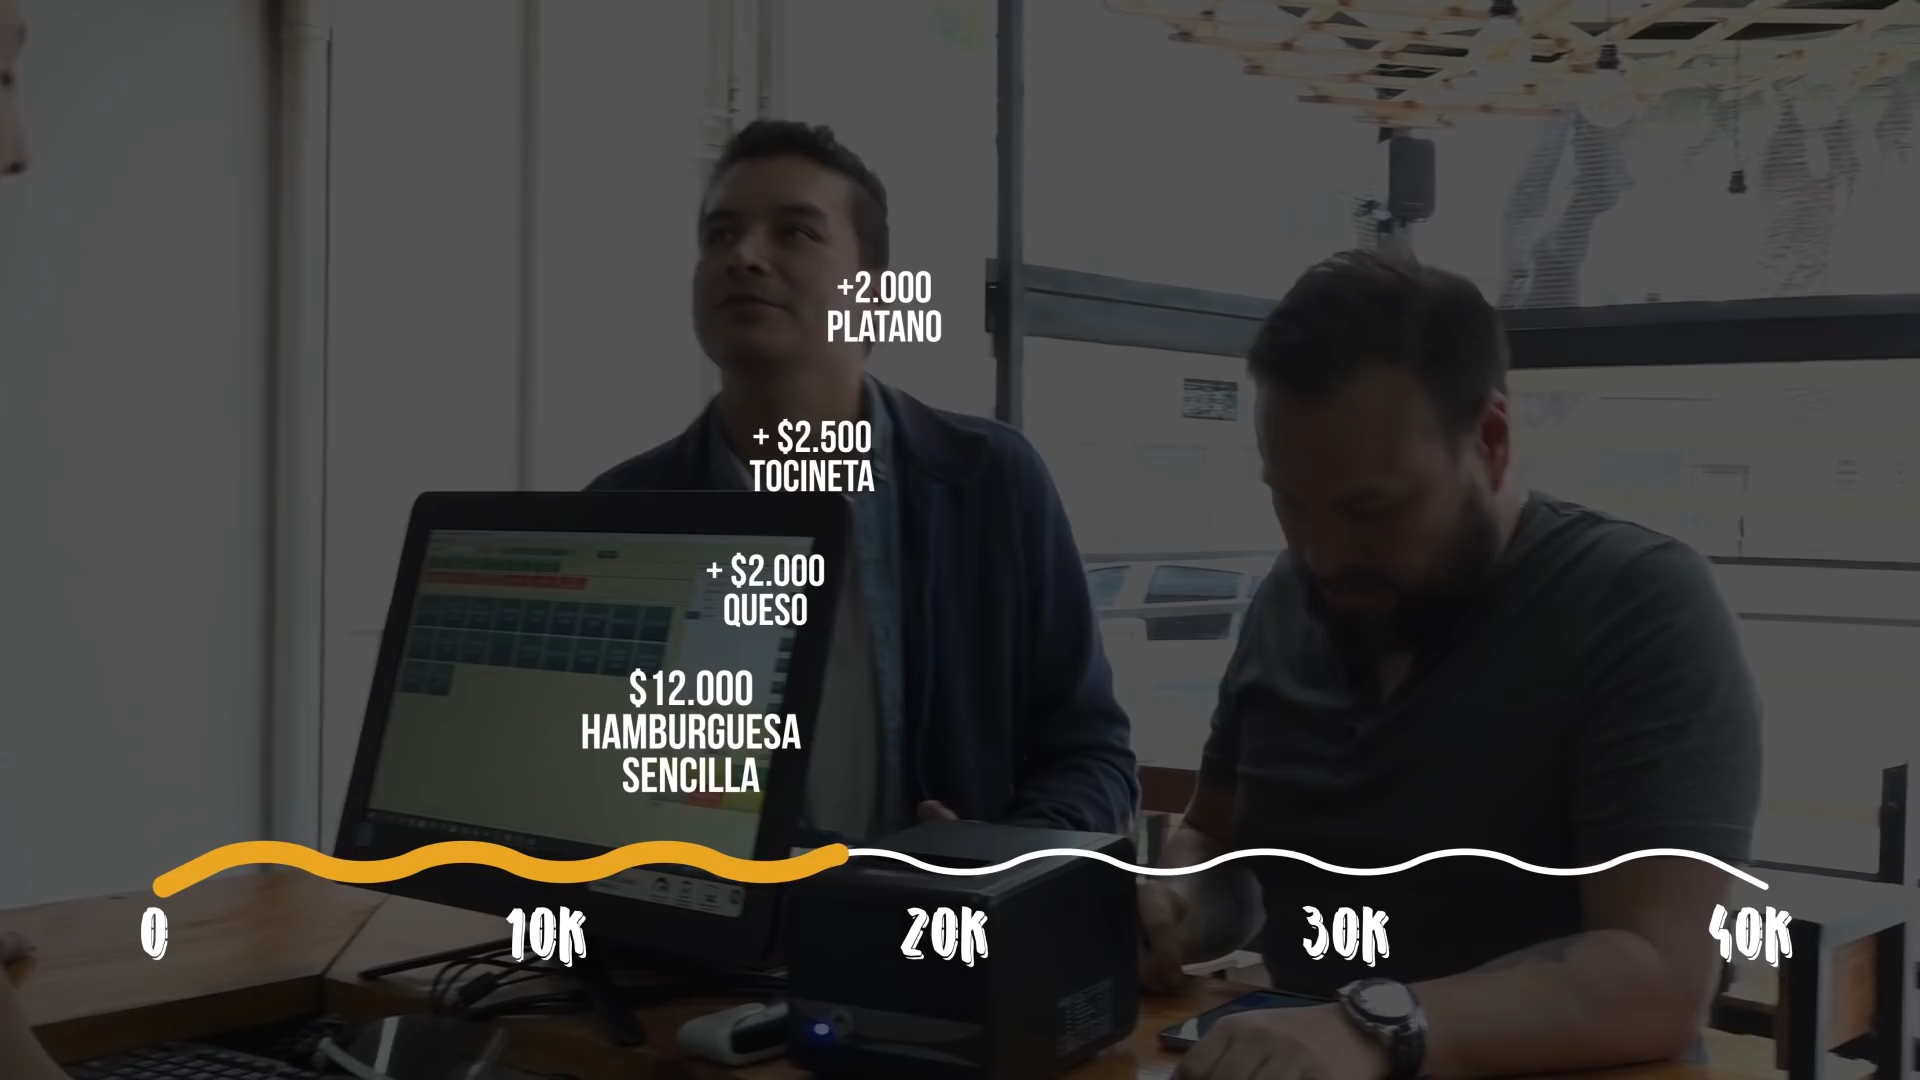 +2.000
PLATANO
+ $2.500
TOCINETA
+ $2.000
QUESO
$12.000
HAMBURGUESA
SENCILLA
0
10K
20K
30K
40K